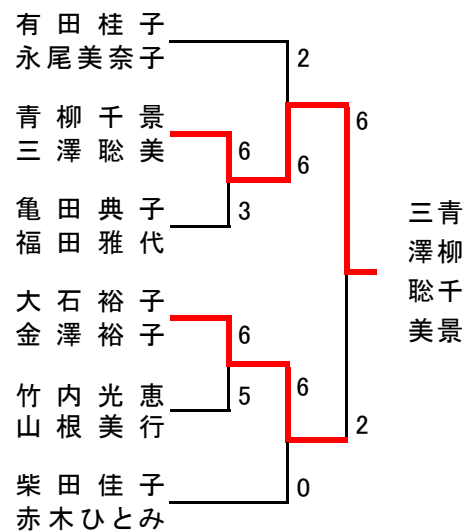 有田桂子
永尾美奈子
2
青柳千景
三澤聡美
6
6
6
亀田典子
福田雅代
3
青柳千景
三澤聡美
大石裕子
金澤裕子
6
6
竹内光恵
山根美行
5
2
柴田佳子
赤木ひとみ
0